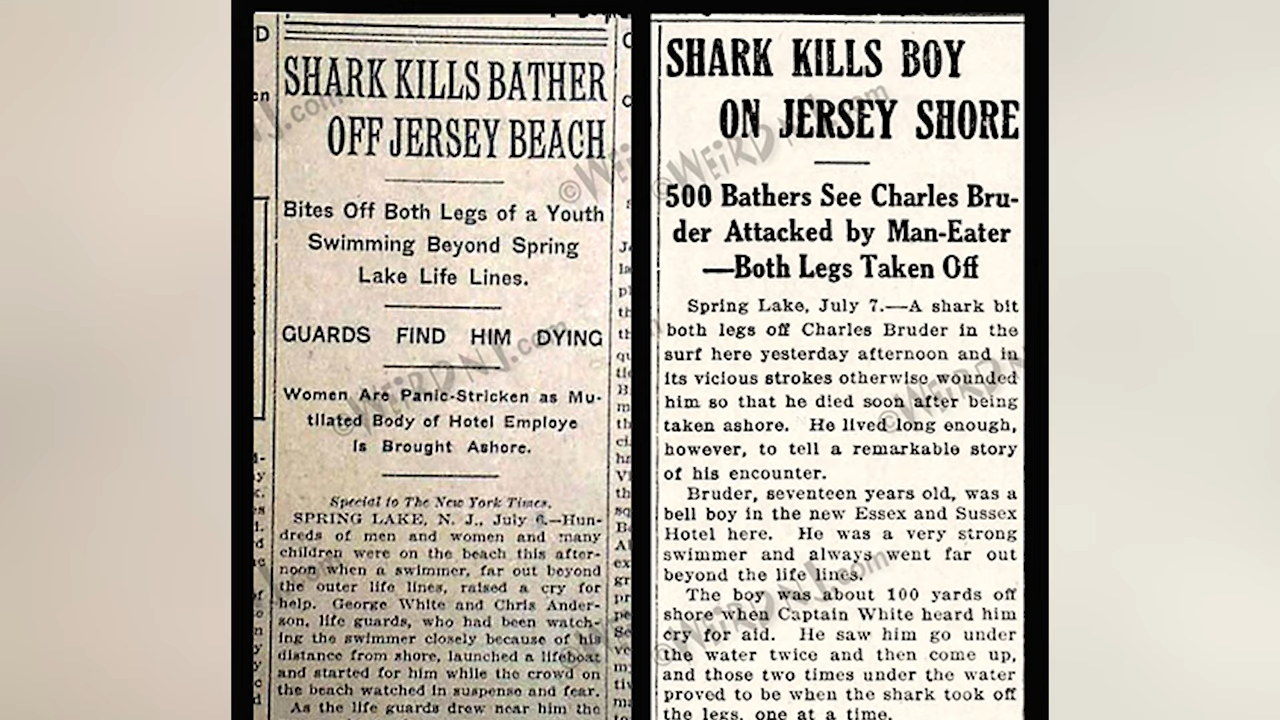 SHARK KILLS BATHER
OFF JERSEY BEACH
Bites Off Both Legs of a Youth
Swimming Beyond Spring
Lake Life Lines.
GUARDS FIND HIM DYING
Women Are Panic-Stricken as Mu-
tilated Body of Hotel Employe
Is Brought Ashore.
Special to The New York Times.
SPRING LAKE, N. J., July 6.—Hun-
dreds of men and women and many
children were on the beach this after-
noon when a swimmer, far out beyond
the outer life lines, raised a cry for
help. George White and Chris Ander-
son, life guards, who had been watch-
ing the swimmer closely because of his
distance from shore, launched a lifeboat
and started for him while the crowd on
the beach watched in suspense and fear.
As the life guards drew near him the
SHARK KILLS BOY
ON JERSEY SHORE
500 Bathers See Charles Bru-
der Attacked by Man-Eater
—Both Legs Taken Off
Spring Lake, July 7.—A shark bit
both legs off Charles Bruder in the
surf here yesterday afternoon and in
its vicious strokes otherwise wounded
him so that he died soon after being
taken ashore. He lived long enough,
however, to tell a remarkable story
of his encounter.
Bruder, seventeen years old, was a
bell boy in the new Essex and Sussex
Hotel here. He was a very strong
swimmer and always went far out
beyond the life lines.
The boy was about 100 yards off
shore when Captain White heard him
cry for aid. He saw him go under
the water twice and then come up,
and those two times under the water
proved to be when the shark took off
the legs, one at a time.
©WEIRDNJ.com